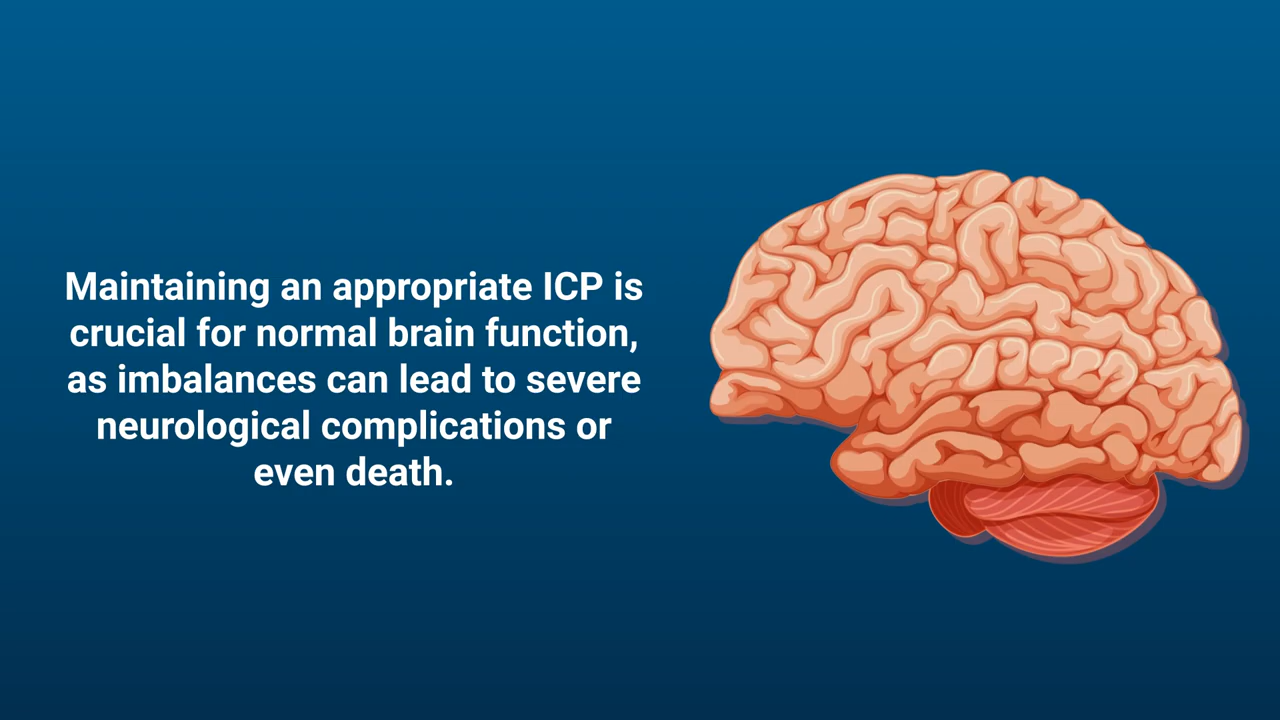 Maintaining an appropriate ICP is
crucial for normal brain function,
as imbalances can lead to severe
neurological complications or
even death.